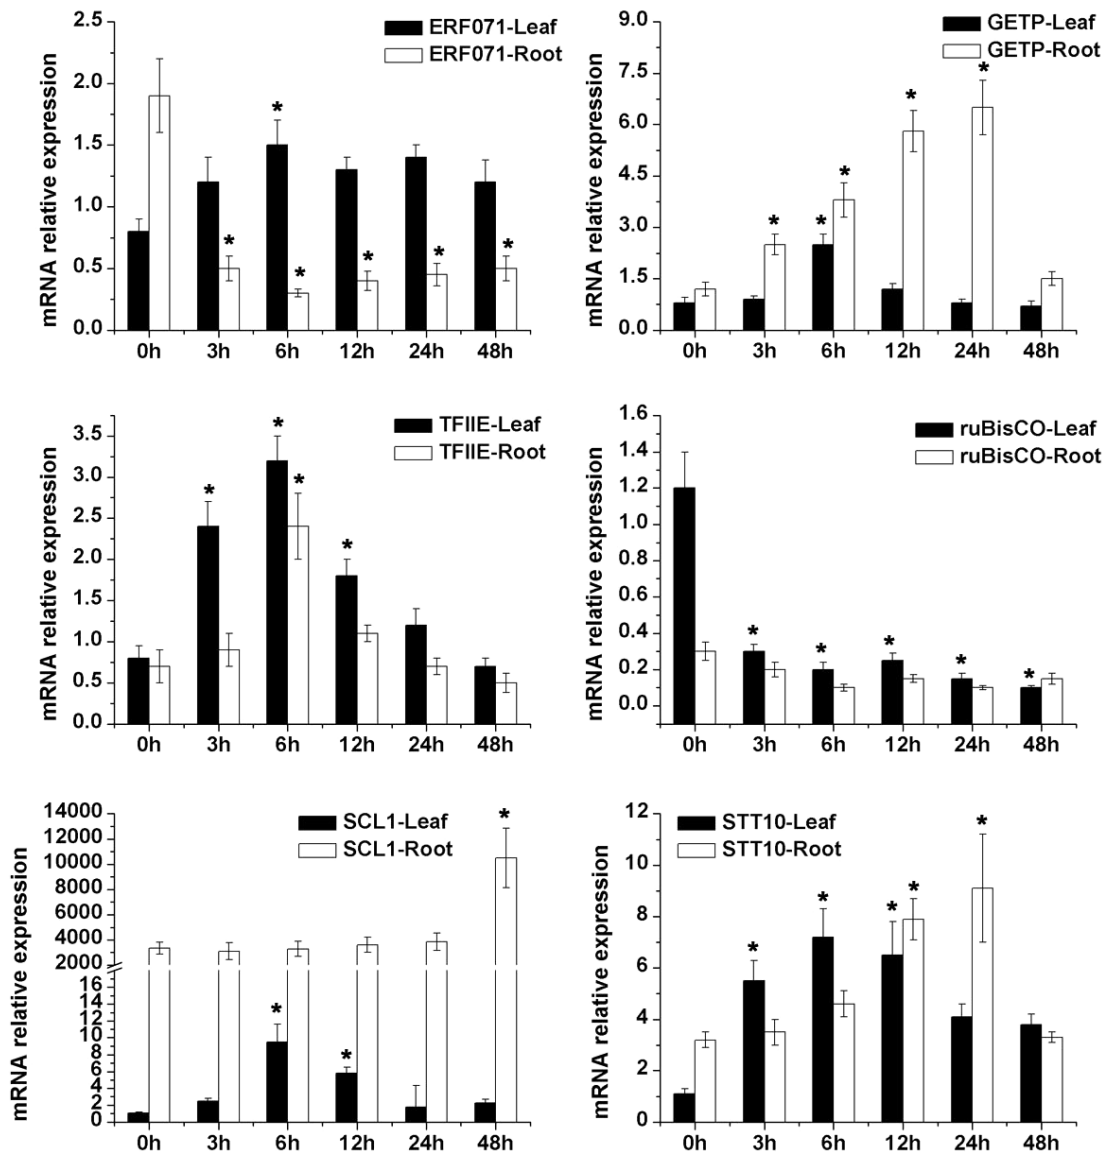 ERF071-Leaf
ERF071-Root
mRNA relative expression
2.5
2.0
1.5
1.0
0.5
0.0
* * * * * *
0h 3h 6h 12h 24h 48h
GETP-Leaf
GETP-Root
mRNA relative expression
9.0
7.5
6.0
4.5
3.0
1.5
0.0
* * * * *
0h 3h 6h 12h 24h 48h
TFIIE-Leaf
TFIIE-Root
mRNA relative expression
3.5
3.0
2.5
2.0
1.5
1.0
0.5
0.0
* * * *
0h 3h 6h 12h 24h 48h
ruBisCO-Leaf
ruBisCO-Root
mRNA relative expression
1.6
1.4
1.2
1.0
0.8
0.6
0.4
0.2
0.0
* * * * *
0h 3h 6h 12h 24h 48h
SCL1-Leaf
SCL1-Root
mRNA relative expression
14000
12000
10000
8000
6000
4000
2000
16
14
12
10
8
6
4
2
0
* * *
0h 3h 6h 12h 24h 48h
STT10-Leaf
STT10-Root
mRNA relative expression
12
10
8
6
4
2
0
* * * * *
0h 3h 6h 12h 24h 48h